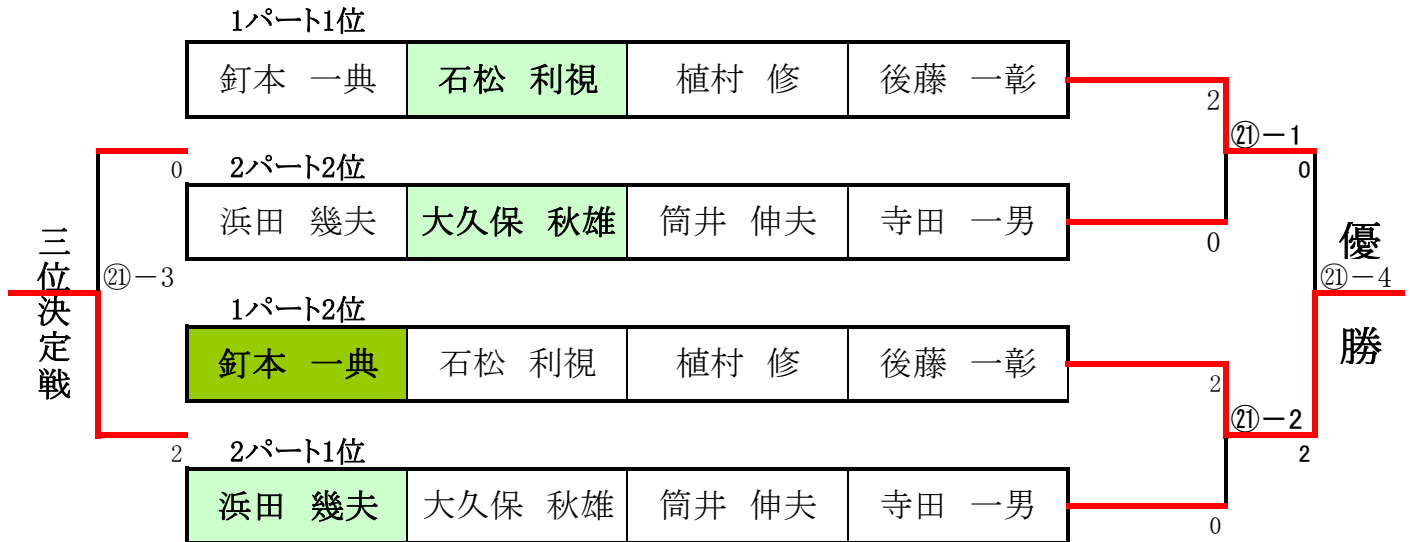 1パート1位
釘本 一典 石松 利視 植村 修 後藤 一彰
2
㉑－1
0
0
2パート2位
浜田 幾夫 大久保 秋雄 筒井 伸夫 寺田 一男
0
三位決定戦
㉑－3
優勝
㉑－4
1パート2位
釘本 一典 石松 利視 植村 修 後藤 一彰
2
㉑－2
2
2
2パート1位
浜田 幾夫 大久保 秋雄 筒井 伸夫 寺田 一男
0